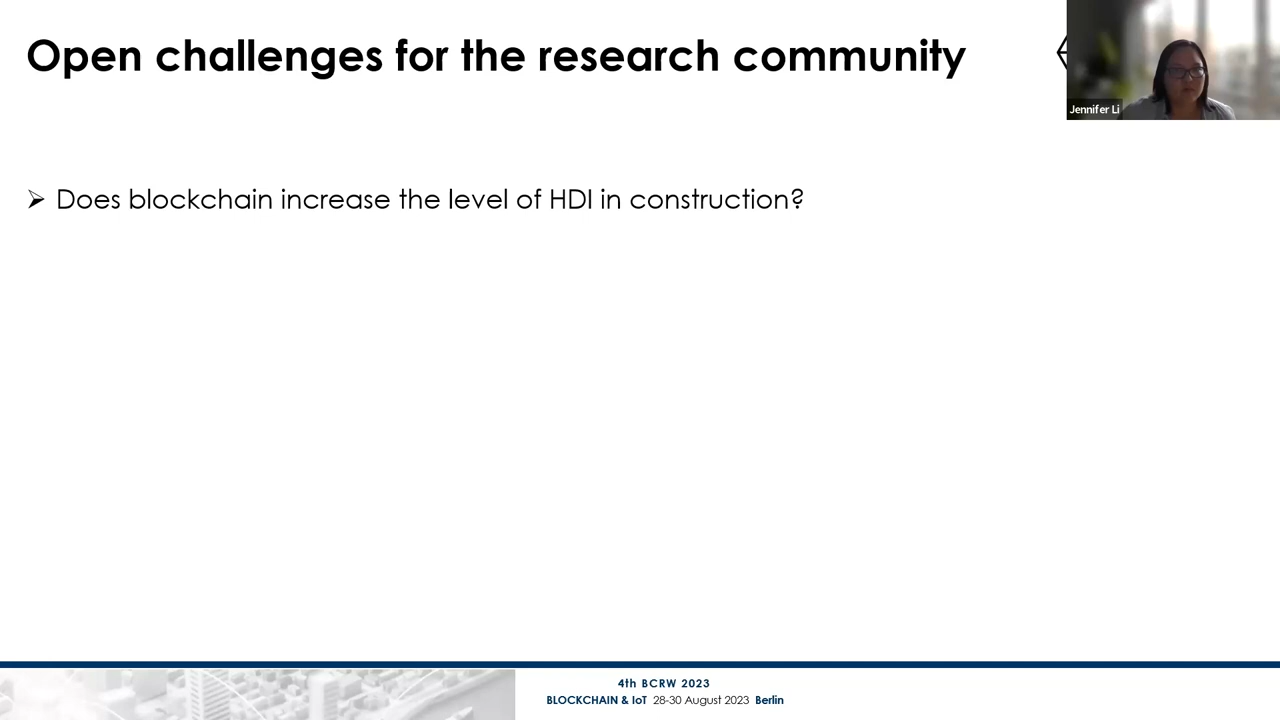 Open challenges for the research community
Jennifer Li
➢ Does blockchain increase the level of HDI in construction?
4th BCRW 2023
BLOCKCHAIN & IoT 28-30 August 2023 Berlin